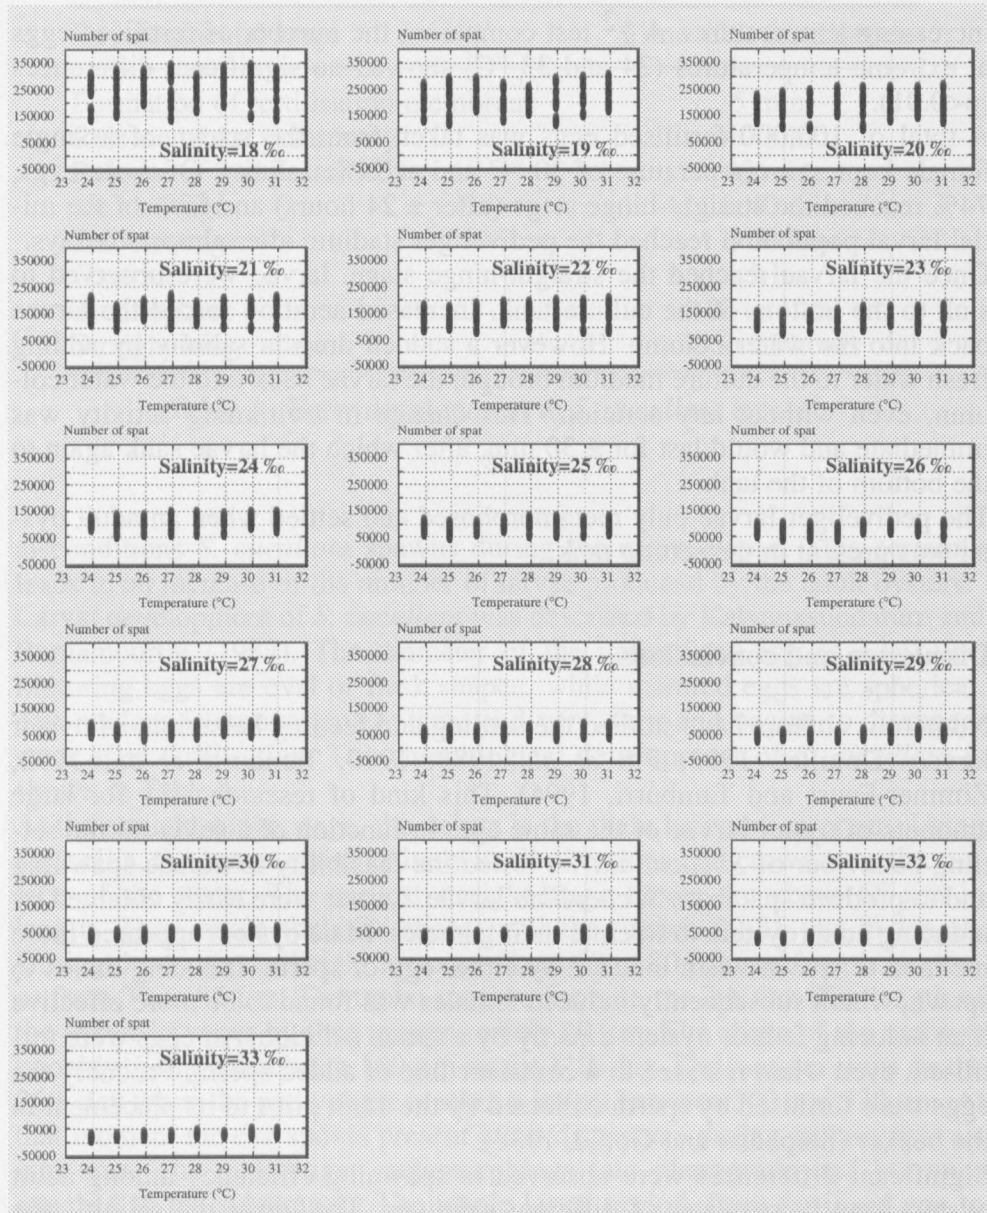 Number of spat
350000
250000
150000
50000
-50000
Salinity=18 ‰
23 24 25 26 27 28 29 30 31 32
Temperature (°C)
Number of spat
350000
250000
150000
50000
-50000
Salinity=19 ‰
23 24 25 26 27 28 29 30 31 32
Temperature (°C)
Number of spat
350000
250000
150000
50000
-50000
Salinity=20 ‰
23 24 25 26 27 28 29 30 31 32
Temperature (°C)
Number of spat
350000
Salinity=21 ‰
250000
150000
50000
-50000
23 24 25 26 27 28 29 30 31 32
Temperature (°C)
Number of spat
350000
Salinity=22 ‰
250000
150000
50000
-50000
23 24 25 26 27 28 29 30 31 32
Temperature (°C)
Number of spat
350000
Salinity=23 ‰
250000
150000
50000
-50000
23 24 25 26 27 28 29 30 31 32
Temperature (°C)
Number of spat
350000
Salinity=24 ‰
250000
150000
50000
-50000
23 24 25 26 27 28 29 30 31 32
Temperature (°C)
Number of spat
350000
Salinity=25 ‰
250000
150000
50000
-50000
23 24 25 26 27 28 29 30 31 32
Temperature (°C)
Number of spat
350000
Salinity=26 ‰
250000
150000
50000
-50000
23 24 25 26 27 28 29 30 31 32
Temperature (°C)
Number of spat
350000
Salinity=27 ‰
250000
150000
50000
-50000
23 24 25 26 27 28 29 30 31 32
Temperature (°C)
Number of spat
350000
Salinity=28 ‰
250000
150000
50000
-50000
23 24 25 26 27 28 29 30 31 32
Temperature (°C)
Number of spat
350000
Salinity=29 ‰
250000
150000
50000
-50000
23 24 25 26 27 28 29 30 31 32
Temperature (°C)
Number of spat
350000
Salinity=30 ‰
250000
150000
50000
-50000
23 24 25 26 27 28 29 30 31 32
Temperature (°C)
Number of spat
350000
Salinity=31 ‰
250000
150000
50000
-50000
23 24 25 26 27 28 29 30 31 32
Temperature (°C)
Number of spat
350000
Salinity=32 ‰
250000
150000
50000
-50000
23 24 25 26 27 28 29 30 31 32
Temperature (°C)
Number of spat
350000
Salinity=33 ‰
250000
150000
50000
-50000
23 24 25 26 27 28 29 30 31 32
Temperature (°C)